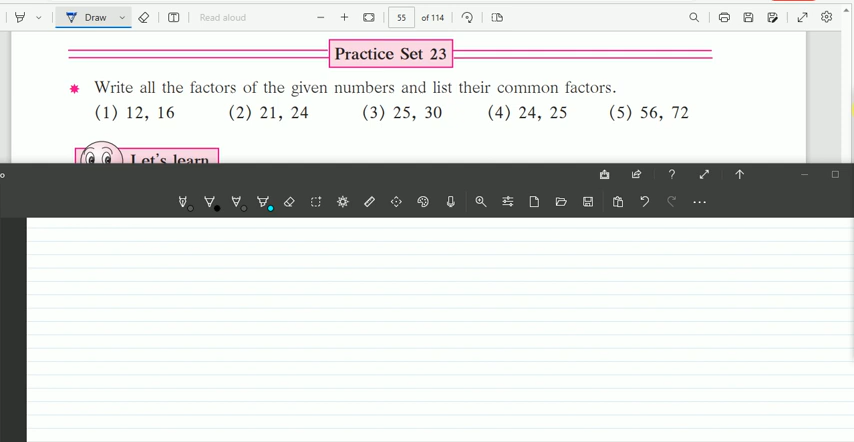 Draw
Read aloud
55 of 114
Practice Set 23
Write all the factors of the given numbers and list their common factors.
(1) 12, 16 (2) 21, 24 (3) 25, 30 (4) 24, 25 (5) 56, 72
Let's learn